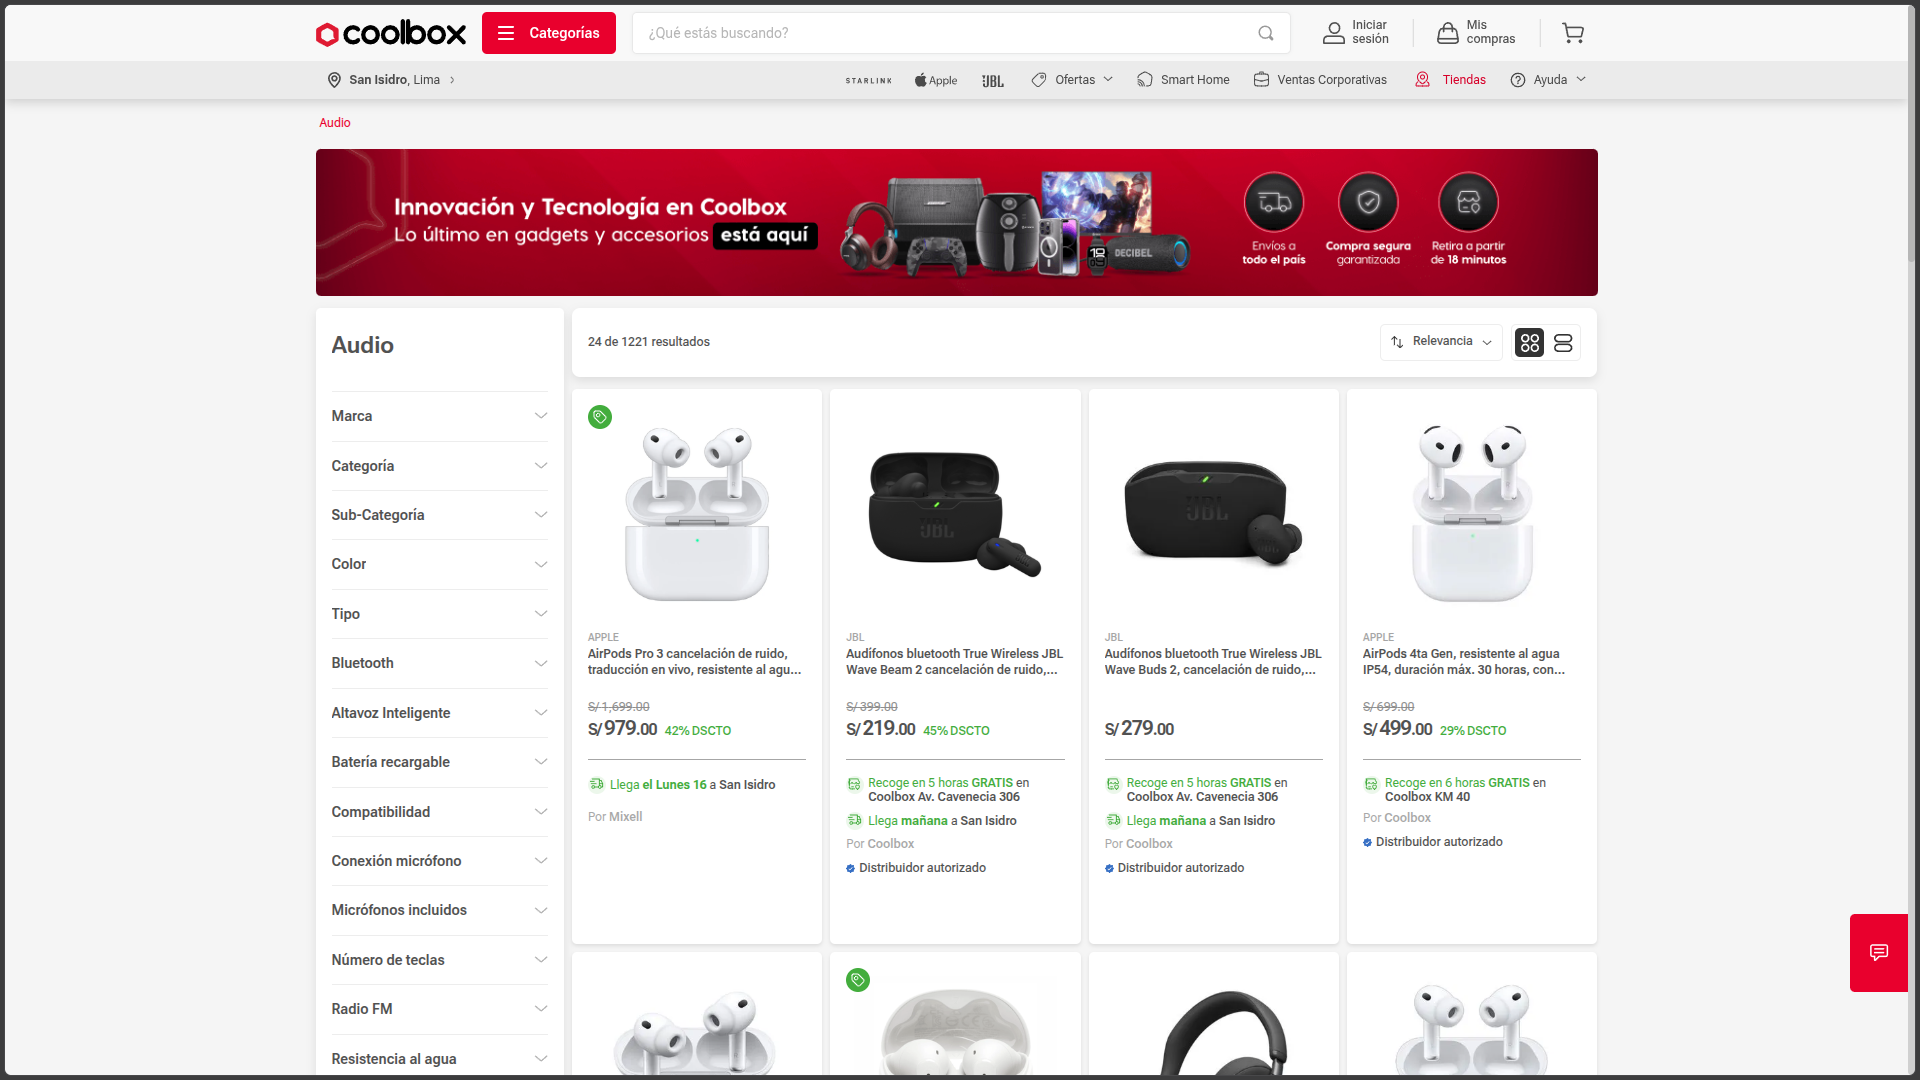 coolbox
Categorías
¿Qué estás buscando?
Iniciar
sesión
Mis
compras
San Isidro, Lima
STARLINK
Apple
JBL
Ofertas
Smart Home
Ventas Corporativas
Tiendas
Ayuda
Audio
Innovación y Tecnología en Coolbox
Lo último en gadgets y accesorios está aquí
DECIBEL
Envíos a
todo el país
Compra segura
garantizada
Retira a partir
de 18 minutos
Audio
24 de 1221 resultados
Relevancia
Marca
Categoría
Sub-Categoría
Color
Tipo
Bluetooth
Altavoz Inteligente
Batería recargable
Compatibilidad
Conexión micrófono
Micrófonos incluidos
Número de teclas
Radio FM
Resistencia al agua
APPLE
AirPods Pro 3 cancelación de ruido,
traducción en vivo, resistente al agu...
S/ 1,699.00
S/ 979.00 42% DSCTO
Llega el Lunes 16 a San Isidro
Por Mixell
JBL
JBL
Audífonos bluetooth True Wireless JBL
Wave Beam 2 cancelación de ruido,...
S/ 399.00
S/ 219.00 45% DSCTO
Recoge en 5 horas GRATIS en
Coolbox Av. Cavenecia 306
Llega mañana a San Isidro
Por Coolbox
Distribuidor autorizado
JBL
JBL
Audífonos bluetooth True Wireless JBL
Wave Buds 2, cancelación de ruido,...
S/ 279.00
Recoge en 5 horas GRATIS en
Coolbox Av. Cavenecia 306
Llega mañana a San Isidro
Por Coolbox
Distribuidor autorizado
APPLE
AirPods 4ta Gen, resistente al agua
IP54, duración máx. 30 horas, con...
S/ 699.00
S/ 499.00 29% DSCTO
Recoge en 6 horas GRATIS en
Coolbox KM 40
Por Coolbox
Distribuidor autorizado